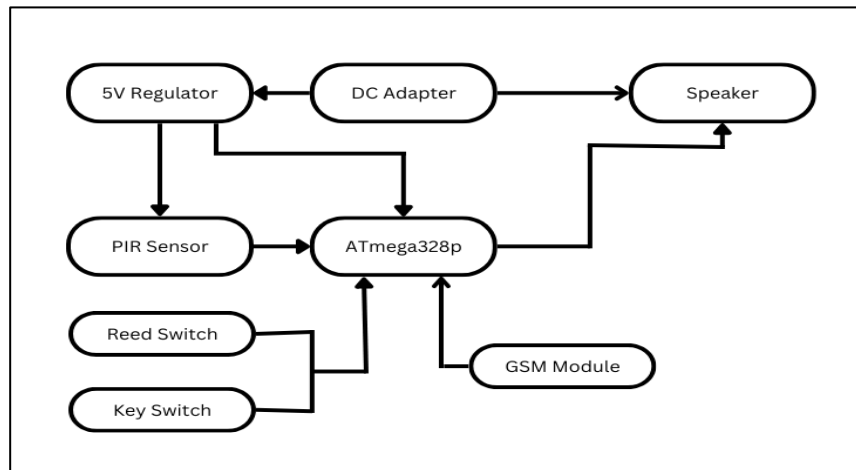 5V Regulator
DC Adapter
Speaker
PIR Sensor
ATmega328p
Reed Switch
GSM Module
Key Switch